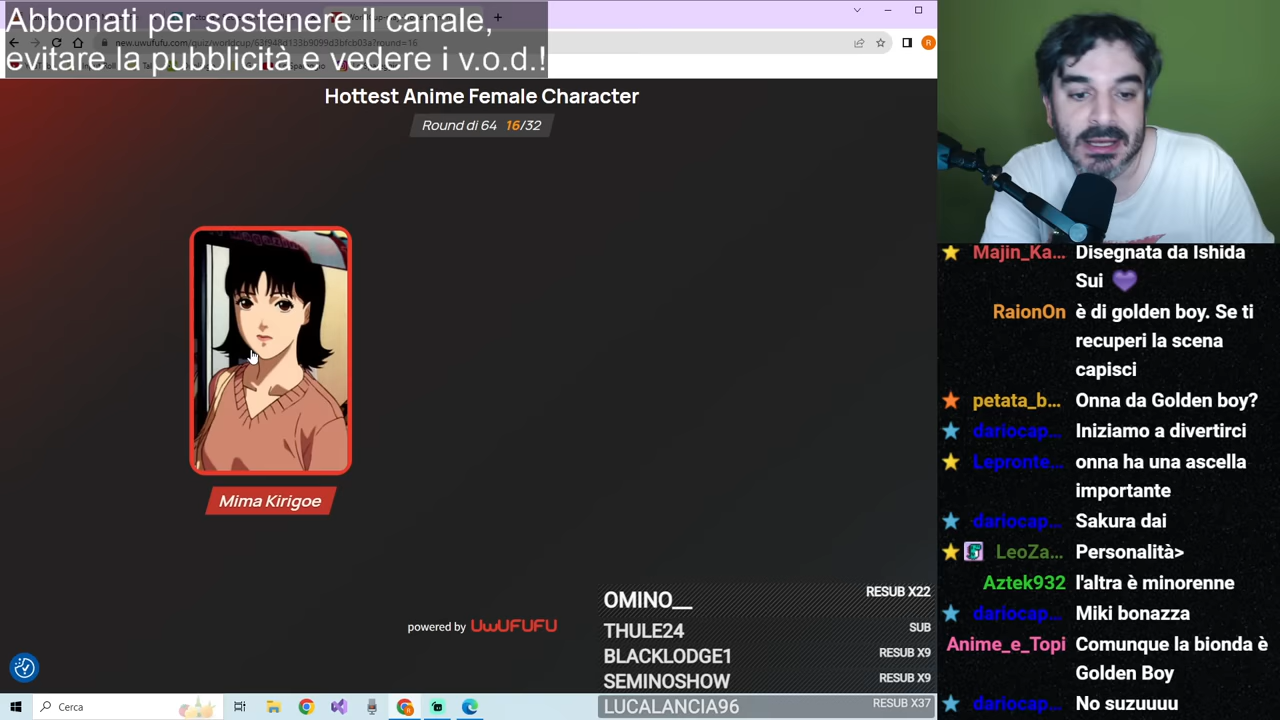 Abbonati per sostenere il canale,
evitare la pubblicità e vedere i v.o.d.!
Hottest Anime Female Character
Round di 64 16/32
Mima Kirigoe
powered by UWUFUFU
OMINO__ RESUB X22
THULE24 SUB
BLACKLODGE1 RESUB X9
SEMINOSHOW RESUB X9
LUCALANCIA96 RESUB X37
Cerca
Majin_Ka... Disegnata da Ishida
Sui
RaionOn è di golden boy. Se ti
recuperi la scena
capisci
petata_b... Onna da Golden boy?
dariocap... Iniziamo a divertirci
Lepronte... onna ha una ascella
importante
dariocap... Sakura dai
LeoZa... Personalità>
Aztek932 l'altra è minorenne
dariocap... Miki bonazza
Anime_e_Topi Comunque la bionda è
Golden Boy
dariocap... No suzuuuu